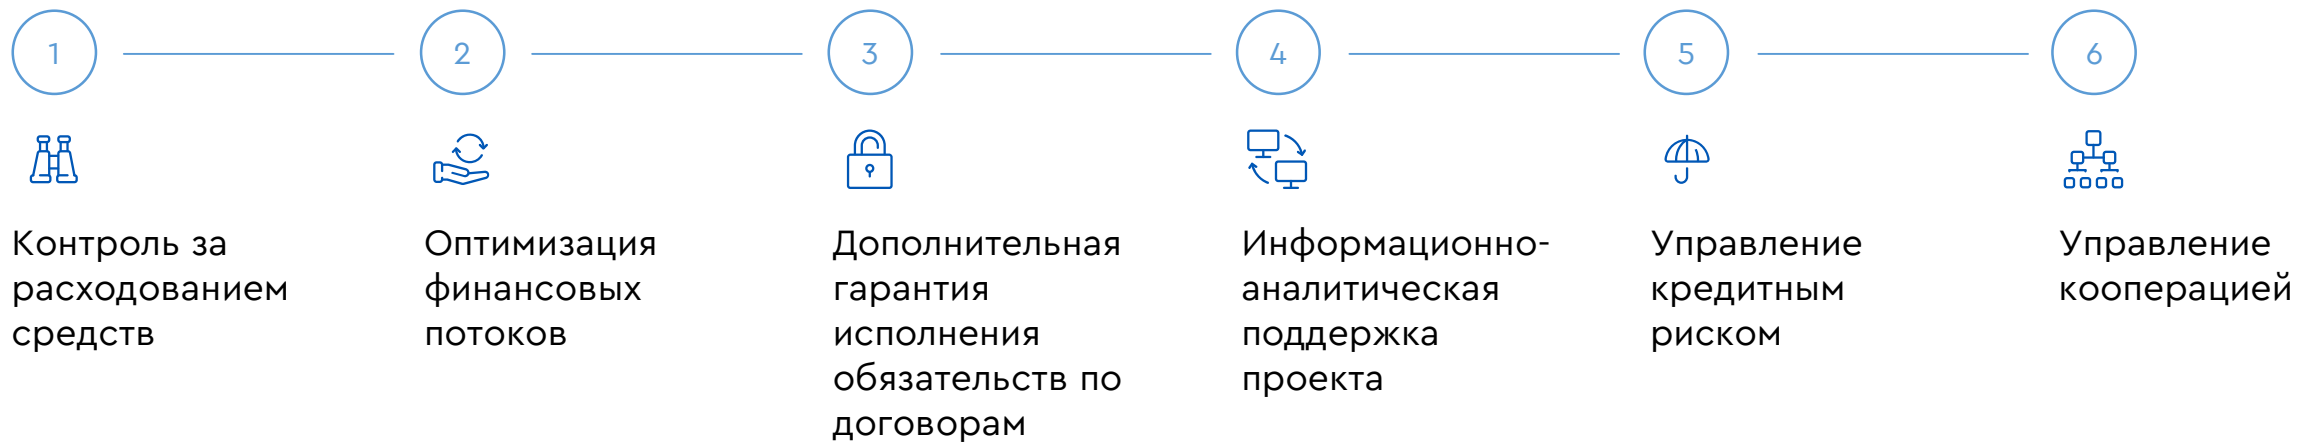 1
2
3
4
5
6
Контроль за
расходованием
средств
Оптимизация
финансовых
потоков
Дополнительная
гарантия
исполнения
обязательств по
договорам
Информационно-
аналитическая
поддержка
проекта
Управление
кредитным
риском
Управление
кооперацией